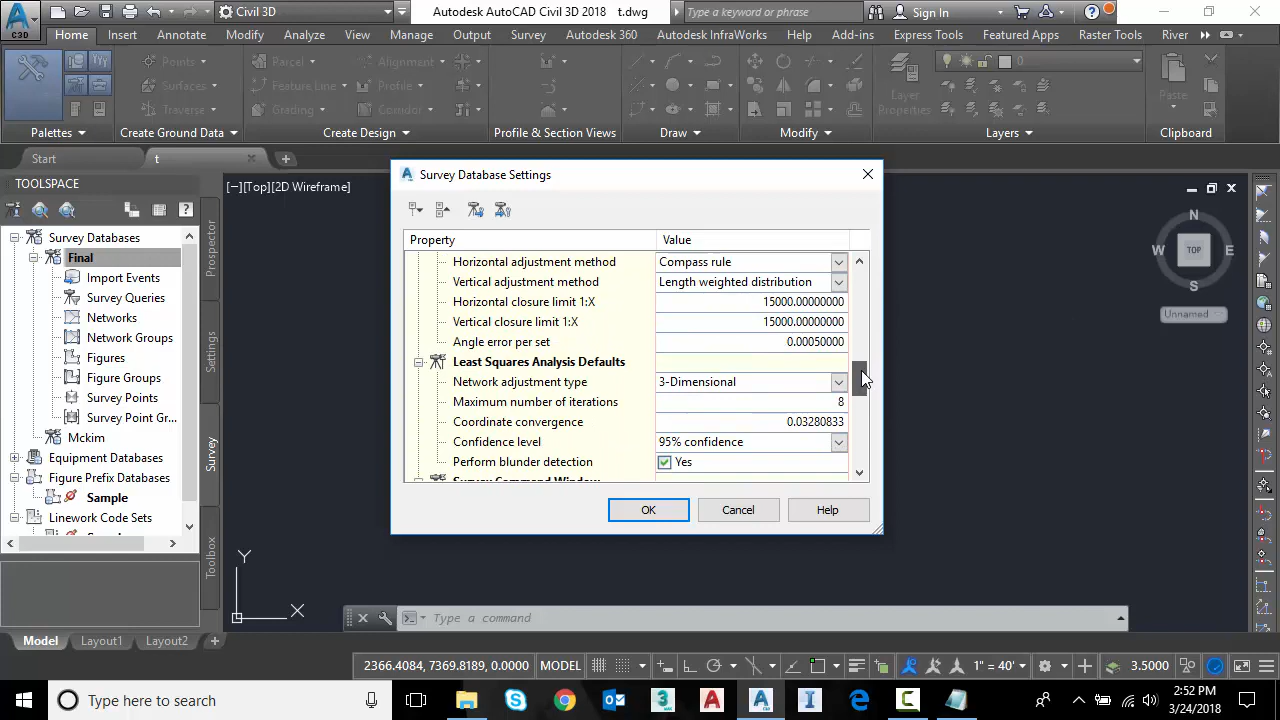 C3D
Civil 3D
Autodesk AutoCAD Civil 3D 2018 t.dwg
Type a keyword or phrase
Sign In
Home Insert Annotate Modify Analyze View Manage Output Survey Autodesk 360 Autodesk InfraWorks Help Add-ins Express Tools Featured Apps Raster Tools River
Points Parcel Alignment
Surfaces Feature Line Profile
Traverse Grading Corridor
Layer Properties
0
Paste
Palettes Create Ground Data Create Design Profile & Section Views Draw Modify Layers Clipboard
Start t
TOOLSPACE
Survey Databases
Final
Import Events
Survey Queries
Networks
Network Groups
Figures
Figure Groups
Survey Points
Survey Point Gr...
Mckim
Equipment Databases
Figure Prefix Databases
Sample
Linework Code Sets
Prospector
Settings
Survey
Toolbox
[−][Top][2D Wireframe]
Survey Database Settings
Property Value
Horizontal adjustment method Compass rule
Vertical adjustment method Length weighted distribution
Horizontal closure limit 1:X 15000.00000000
Vertical closure limit 1:X 15000.00000000
Angle error per set 0.00050000
Least Squares Analysis Defaults
Network adjustment type 3-Dimensional
Maximum number of iterations 8
Coordinate convergence 0.03280833
Confidence level 95% confidence
Perform blunder detection Yes
Survey Command Window
OK Cancel Help
N
W TOP E
S
Unnamed
Y
X
Type a command
Model Layout1 Layout2
2366.4084, 7369.8189, 0.0000 MODEL 1" = 40' 3.5000
Type here to search
2:52 PM
3/24/2018